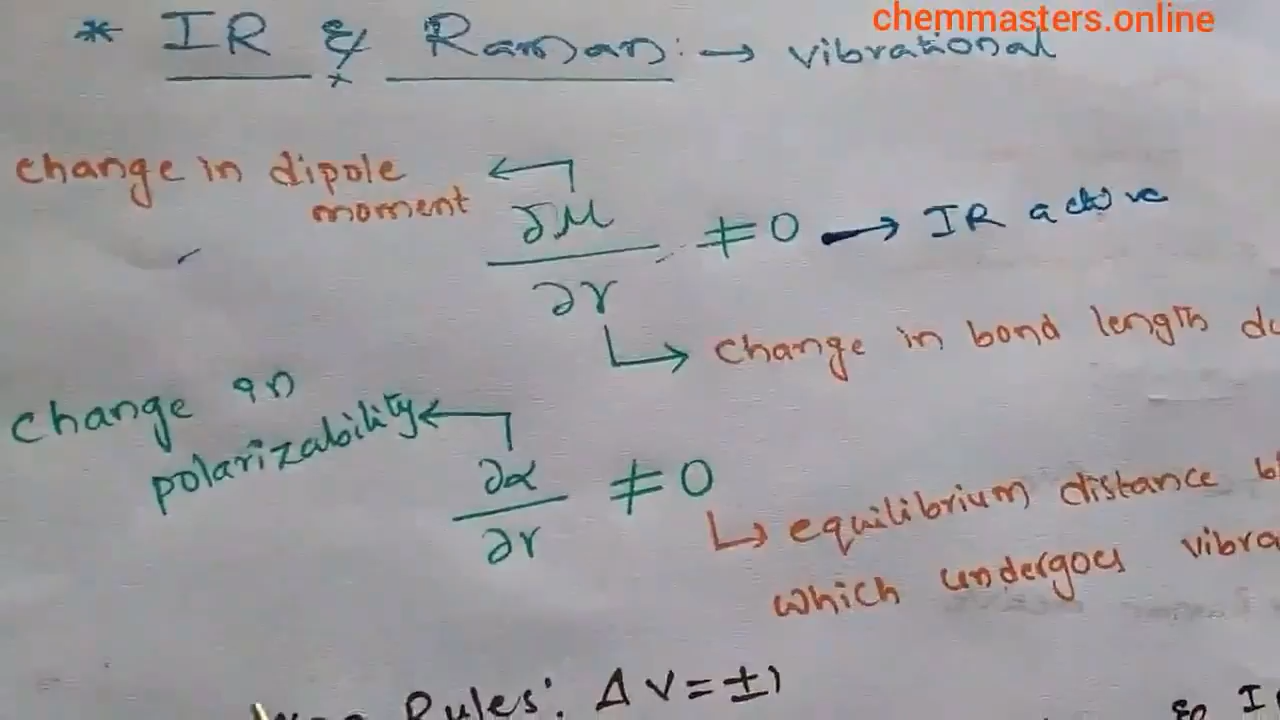 chemmasters.online
* IR & Raman: → vibrational
change in dipole
moment
∂μ
≠ 0 → IR active
∂r
change in bond length
change in
polarizability
∂α
≠ 0
∂r
equilibrium distance
which undergoes
Rules: Δv = ±1